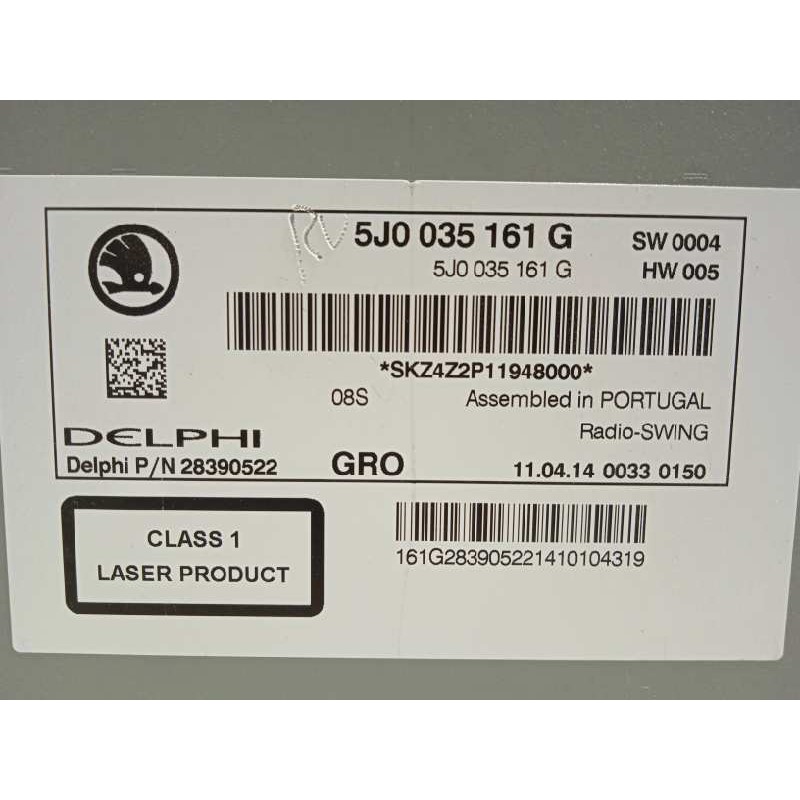 RV
5J0 035 161 G SW 0004
5J0 035 161 G HW 005
*SKZ4Z2P11948000*
08S Assembled in PORTUGAL
DELPHI Radio-SWING
Delphi P/N 28390522 GRO 11.04.14 0033 0150
CLASS 1
LASER PRODUCT
161G283905221410104319